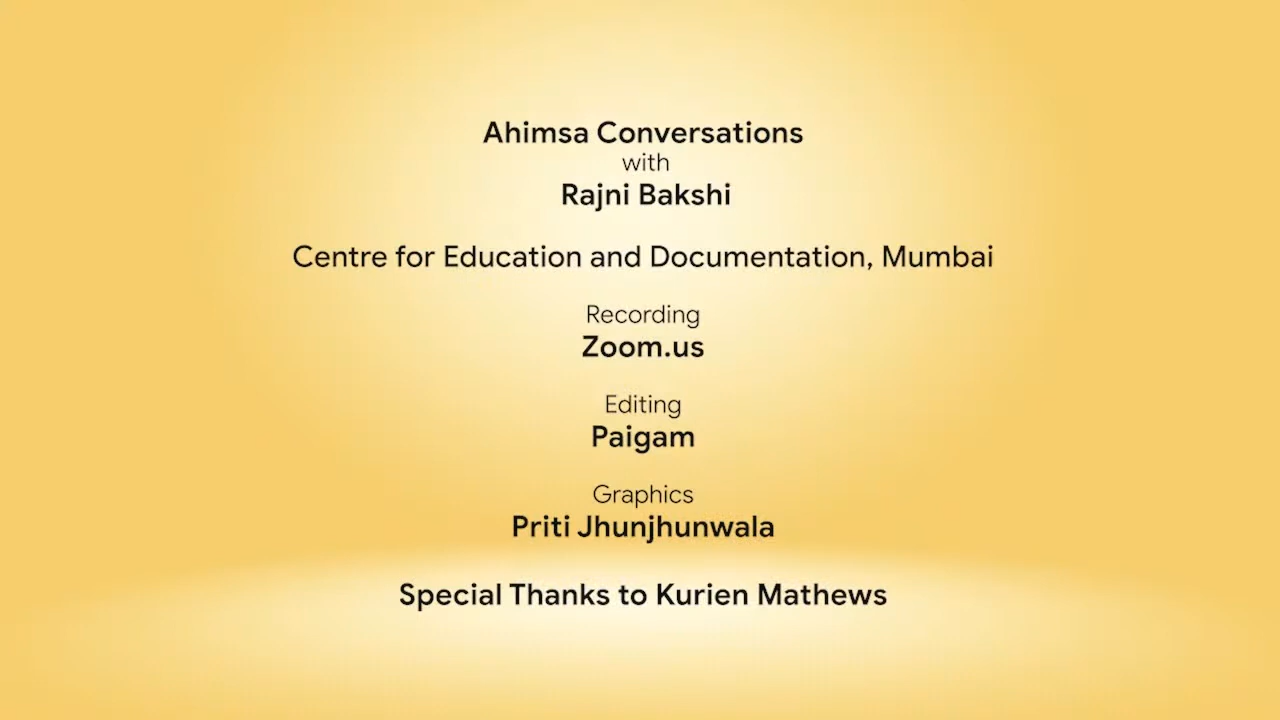 Ahimsa Conversations
with
Rajni Bakshi
Centre for Education and Documentation, Mumbai
Recording
Zoom.us
Editing
Paigam
Graphics
Priti Jhunjhunwala
Special Thanks to Kurien Mathews